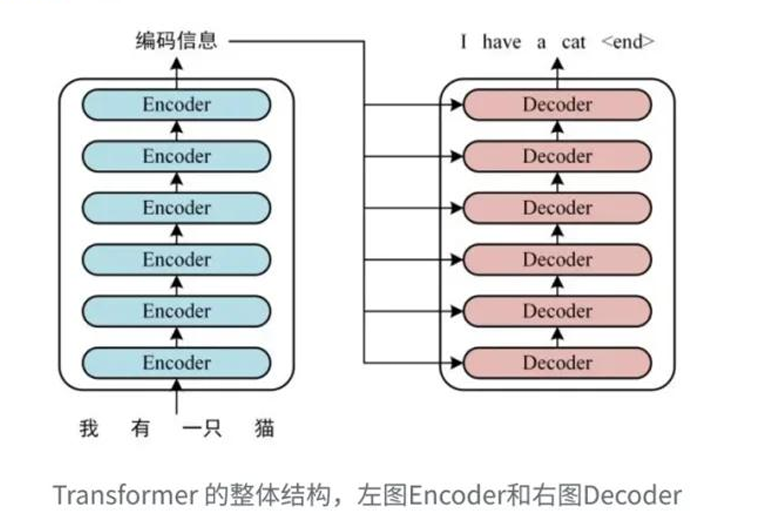 编码信息
I have a cat <end>
Encoder
Decoder
Encoder
Decoder
Encoder
Decoder
Encoder
Decoder
Encoder
Decoder
Encoder
Decoder
我 有 一只 猫
Transformer 的整体结构，左图Encoder和右图Decoder